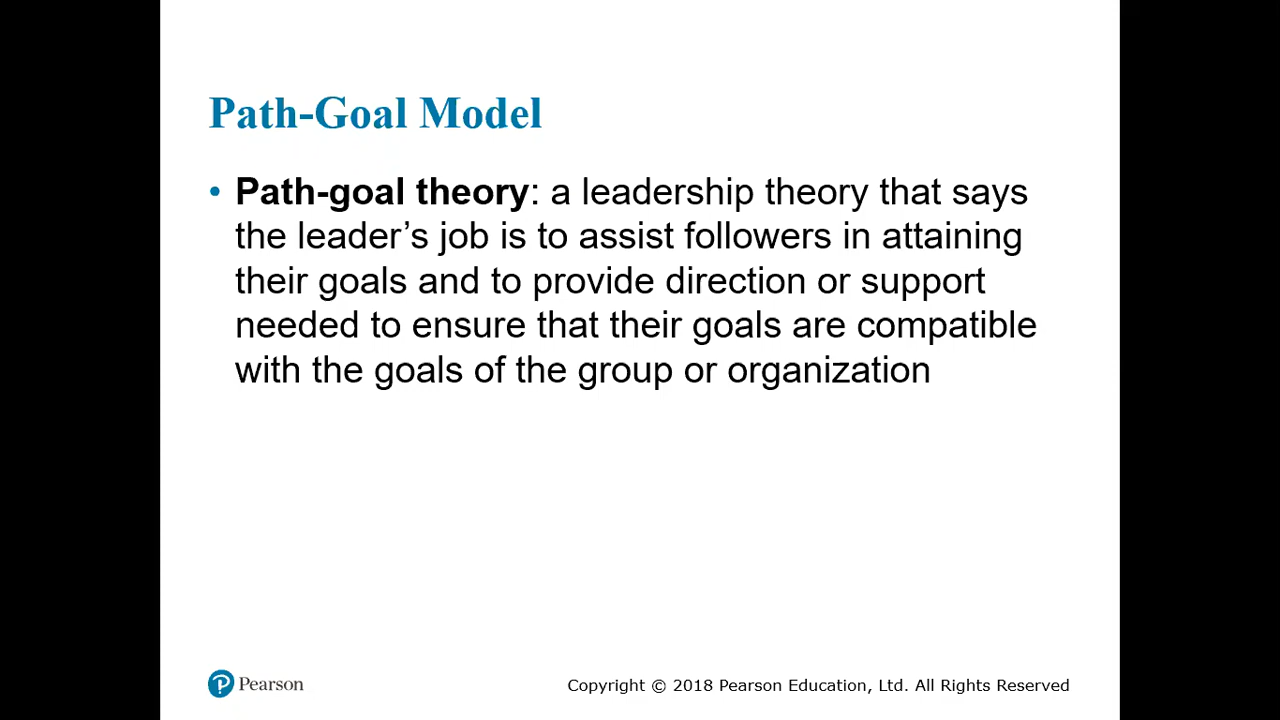 Path-Goal Model
• Path-goal theory: a leadership theory that says
the leader’s job is to assist followers in attaining
their goals and to provide direction or support
needed to ensure that their goals are compatible
with the goals of the group or organization
Pearson
Copyright © 2018 Pearson Education, Ltd. All Rights Reserved